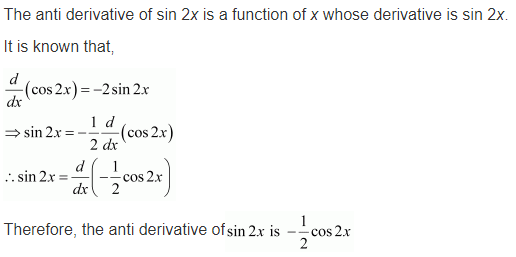 The anti derivative of sin 2x is a function of x whose derivative is sin 2x.
It is known that,
d/dx (cos 2x) = −2 sin 2x
⇒ sin 2x = −1/2 d/dx (cos 2x)
∴ sin 2x = d/dx (−1/2 cos 2x)
Therefore, the anti derivative of sin 2x is −1/2 cos 2x